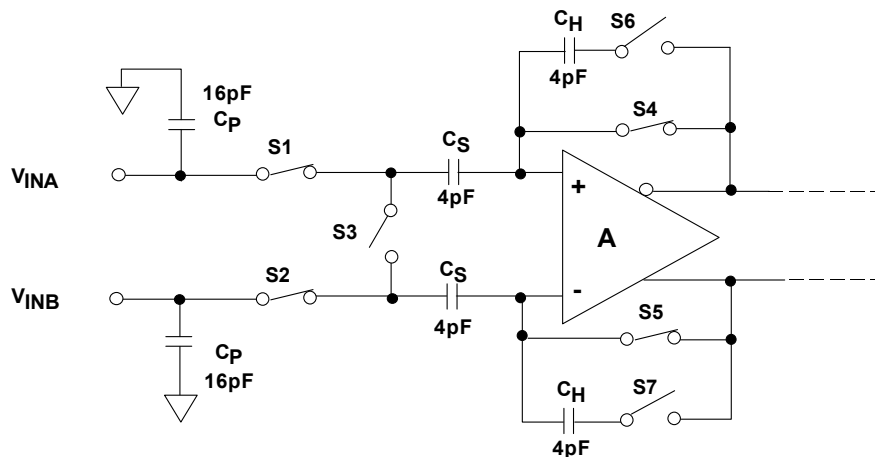 CH
S6
4pF
16pF
CP
S4
S1
CS
VINA
4pF
+
S3
A
S2
CS
-
VINB
4pF
S5
CP
16pF
CH
S7
4pF